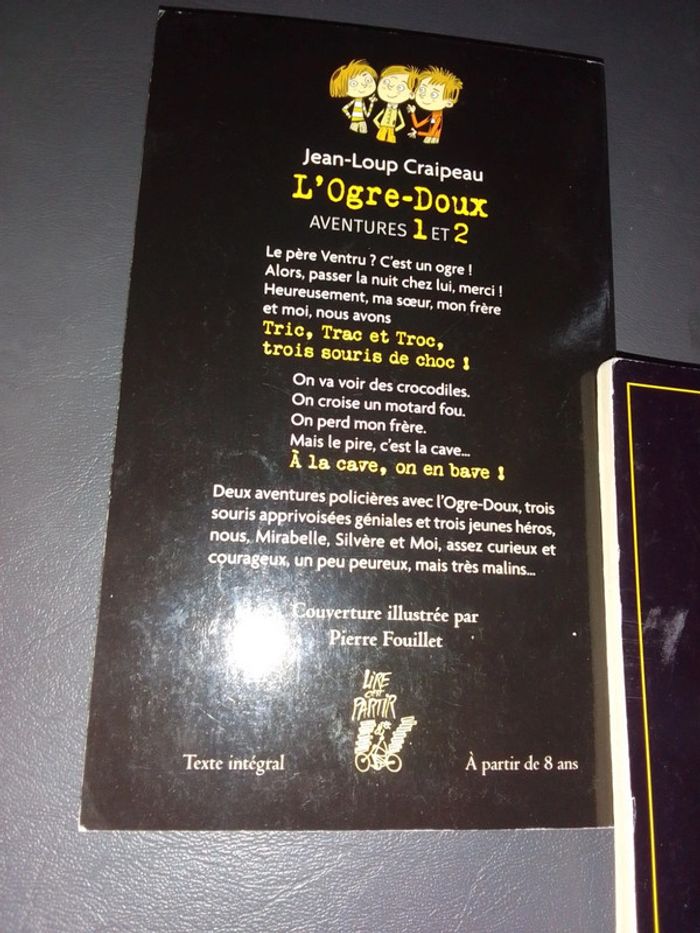 Jean-Loup Craipeau
L'Ogre-Doux
AVENTURES 1 ET 2
Le père Ventru ? C'est un ogre !
Alors, passer la nuit chez lui, merci !
Heureusement, ma sœur, mon frère
et moi, nous avons
Tric, Trac et Troc,
trois souris de choc !
On va voir des crocodiles.
On croise un motard fou.
On perd mon frère.
Mais le pire, c'est la cave...
À la cave, on en bave !
Deux aventures policières avec l'Ogre-Doux, trois
souris apprivoisées géniales et trois jeunes héros,
nous, Mirabelle, Silvère et Moi, assez curieux et
courageux, un peu peureux, mais très malins...
Couverture illustrée par
Pierre Fouillet
LIRE
C'EST
PARTIR
Texte intégral
À partir de 8 ans